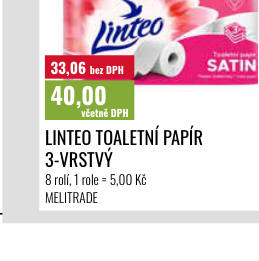 Linteo
Toaletní papír
SATIN
33,06 bez DPH
40,00
včetně DPH
LINTEO TOALETNÍ PAPÍR
3-VRSTVÝ
8 rolí, 1 role = 5,00 Kč
MELITRADE